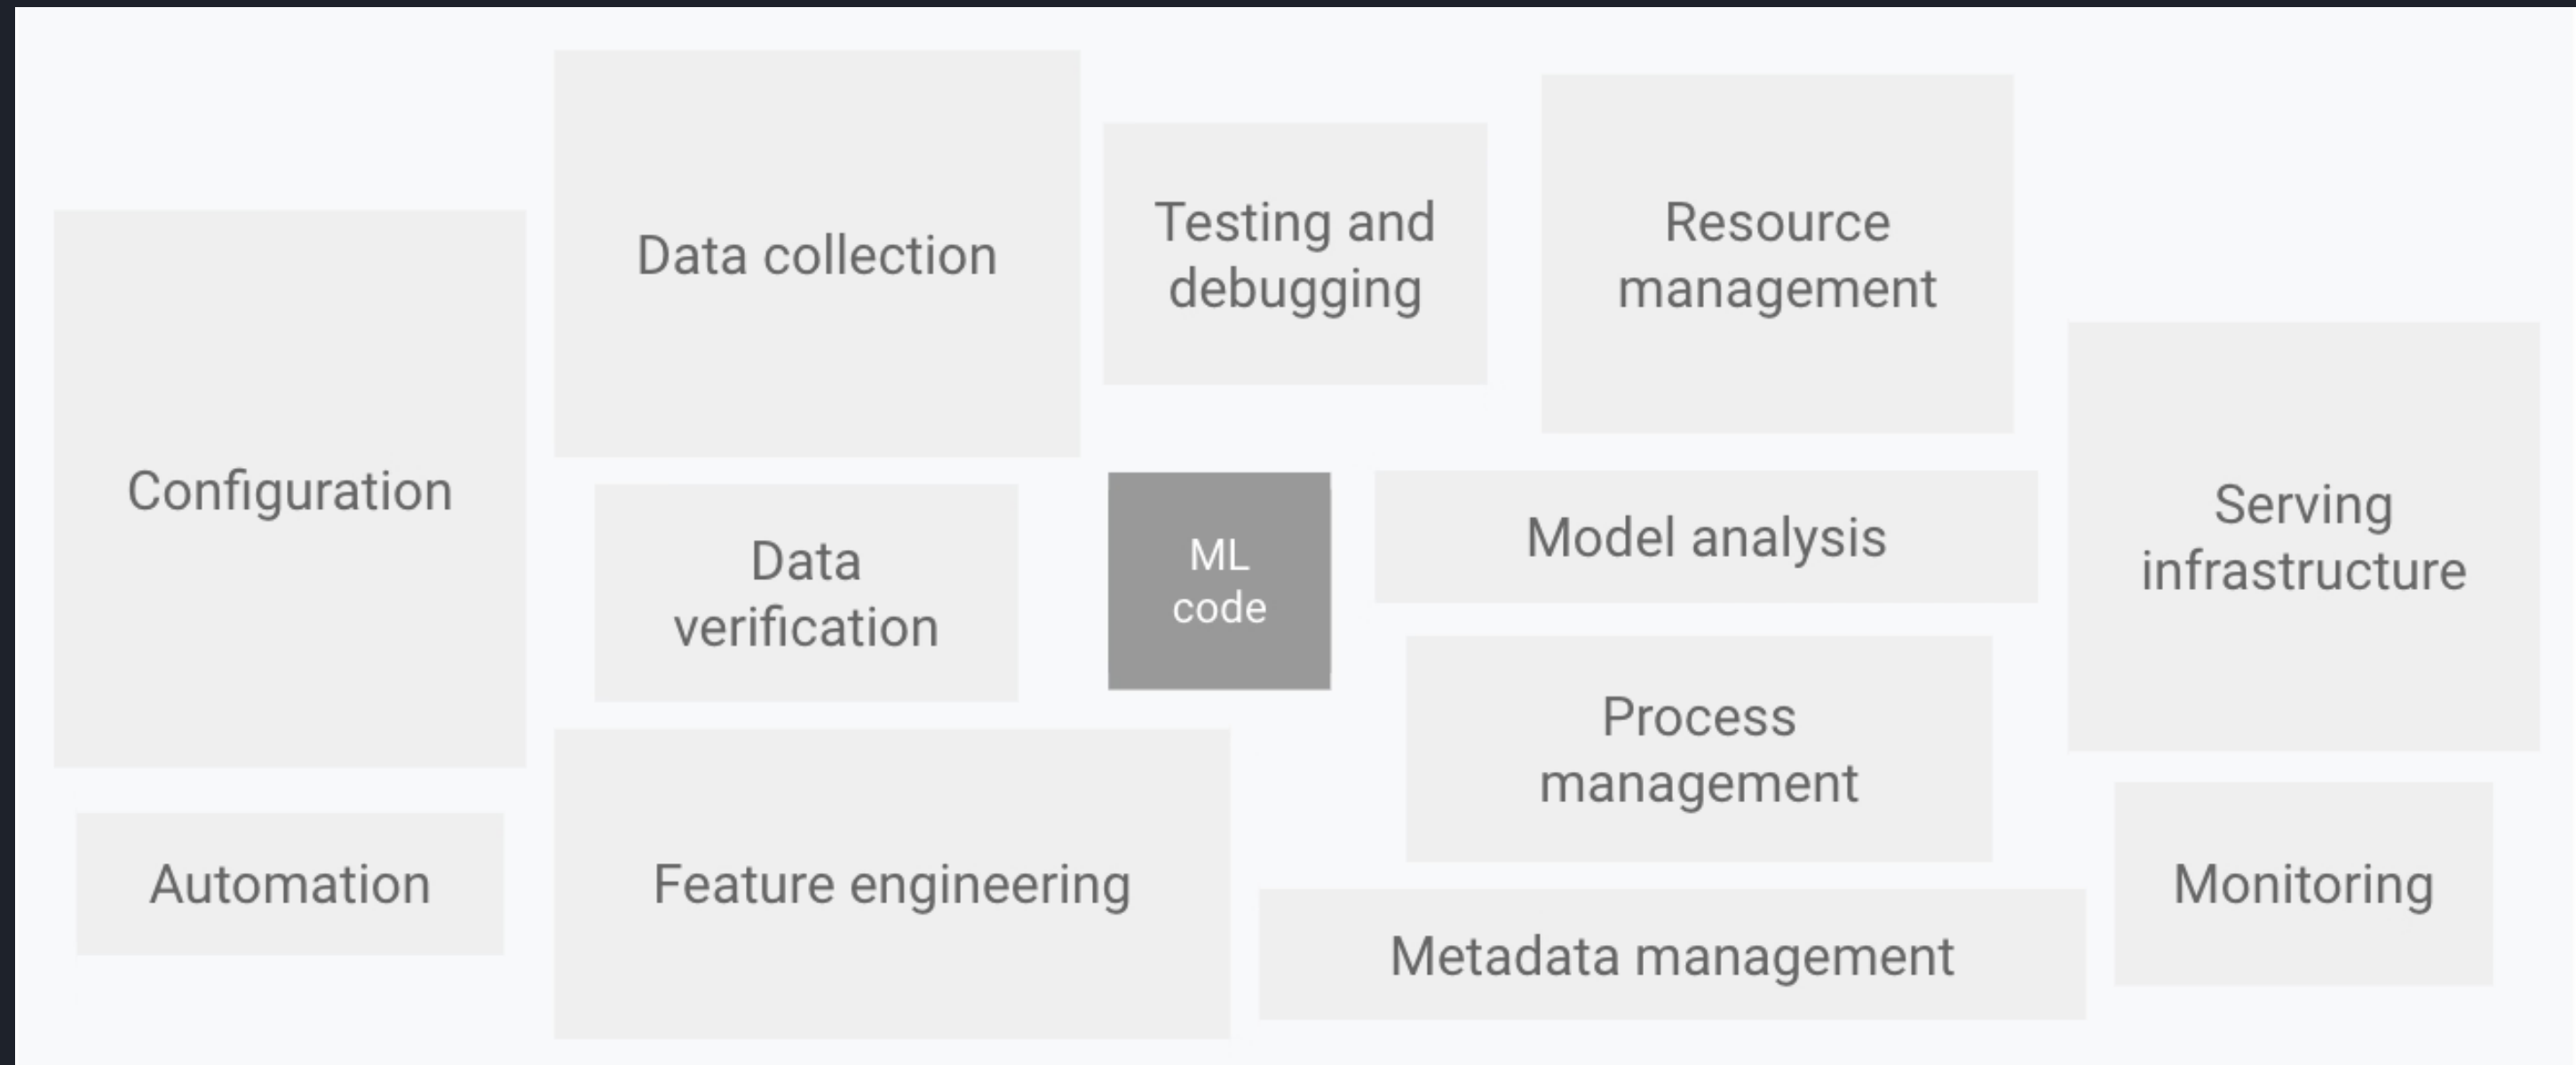 Data collection
Testing and
debugging
Resource
management
Configuration
Data
verification
ML
code
Model analysis
Serving
infrastructure
Process
management
Automation
Feature engineering
Metadata management
Monitoring